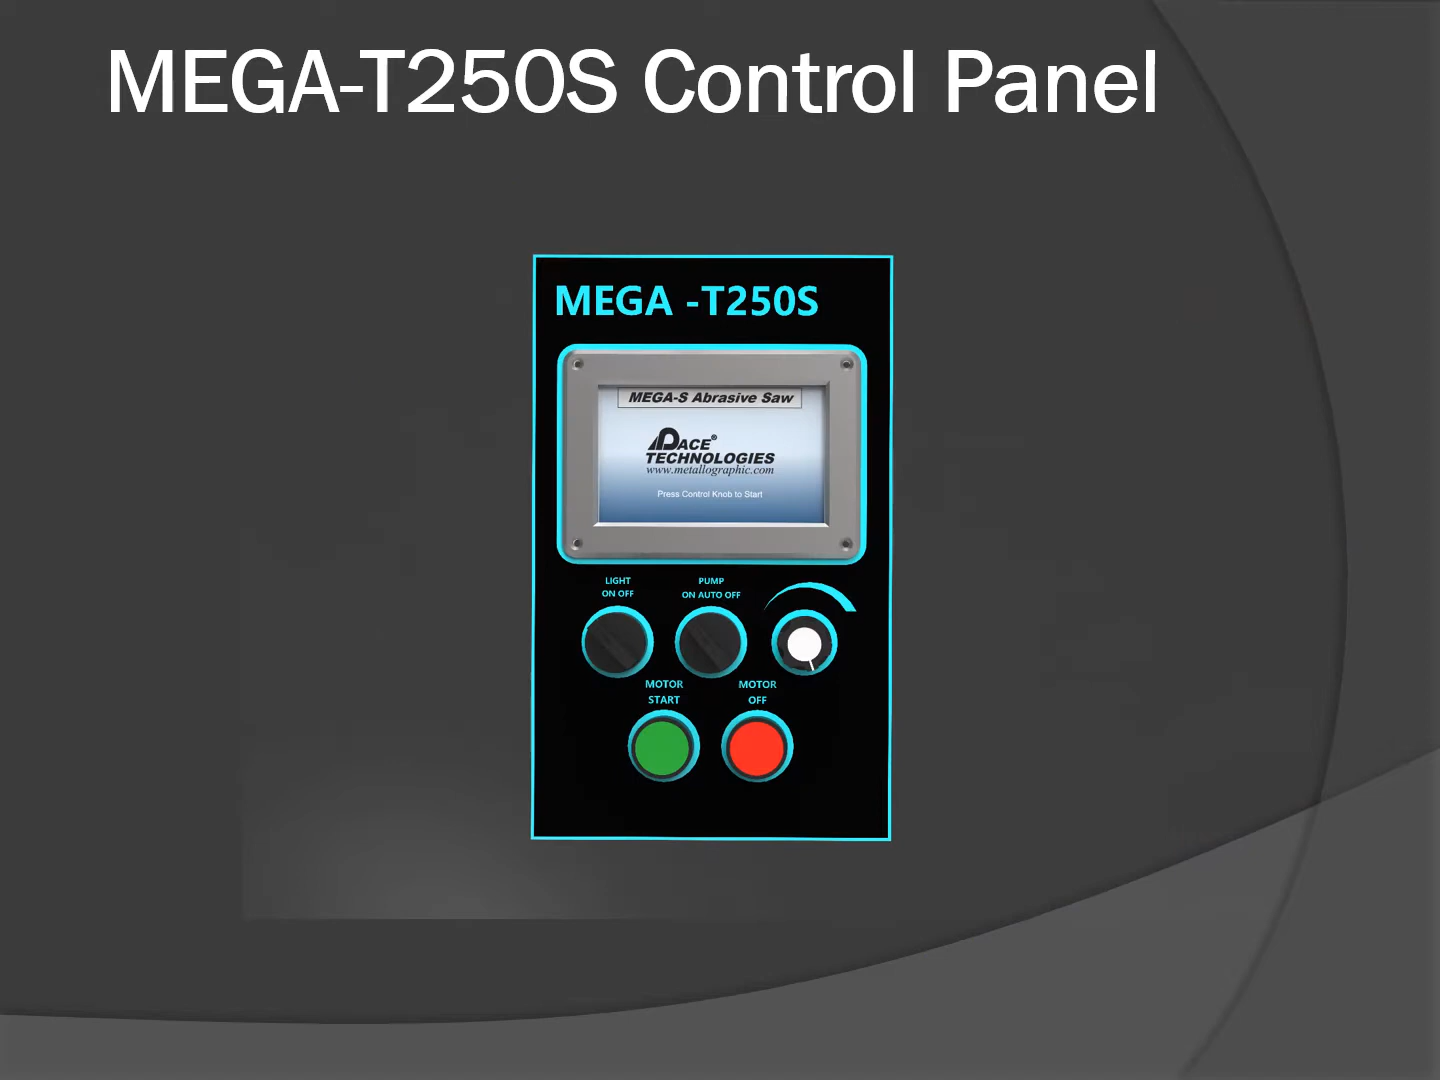 MEGA-T250S Control Panel
MEGA -T250S
MEGA-S Abrasive Saw
PACE®
TECHNOLOGIES
www.metallographic.com
Press Control Knob to Start
LIGHT
ON OFF
PUMP
ON AUTO OFF
MOTOR
START
MOTOR
OFF